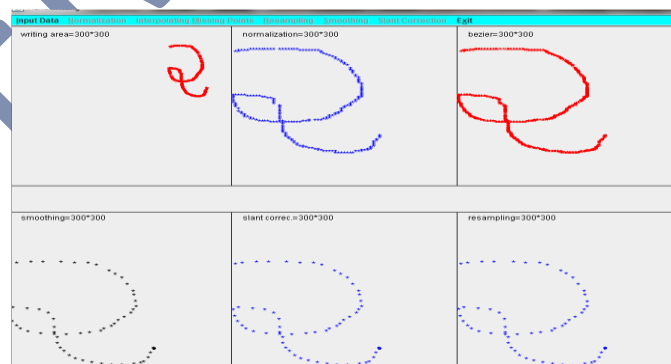 Input Data Normalization Interpolating Missing Points Resampling Smoothing Slant Correction Exit
writing area=300*300 normalization=300*300 bezier=300*300
smoothing=300*300 slant correc.=300*300 resampling=300*300